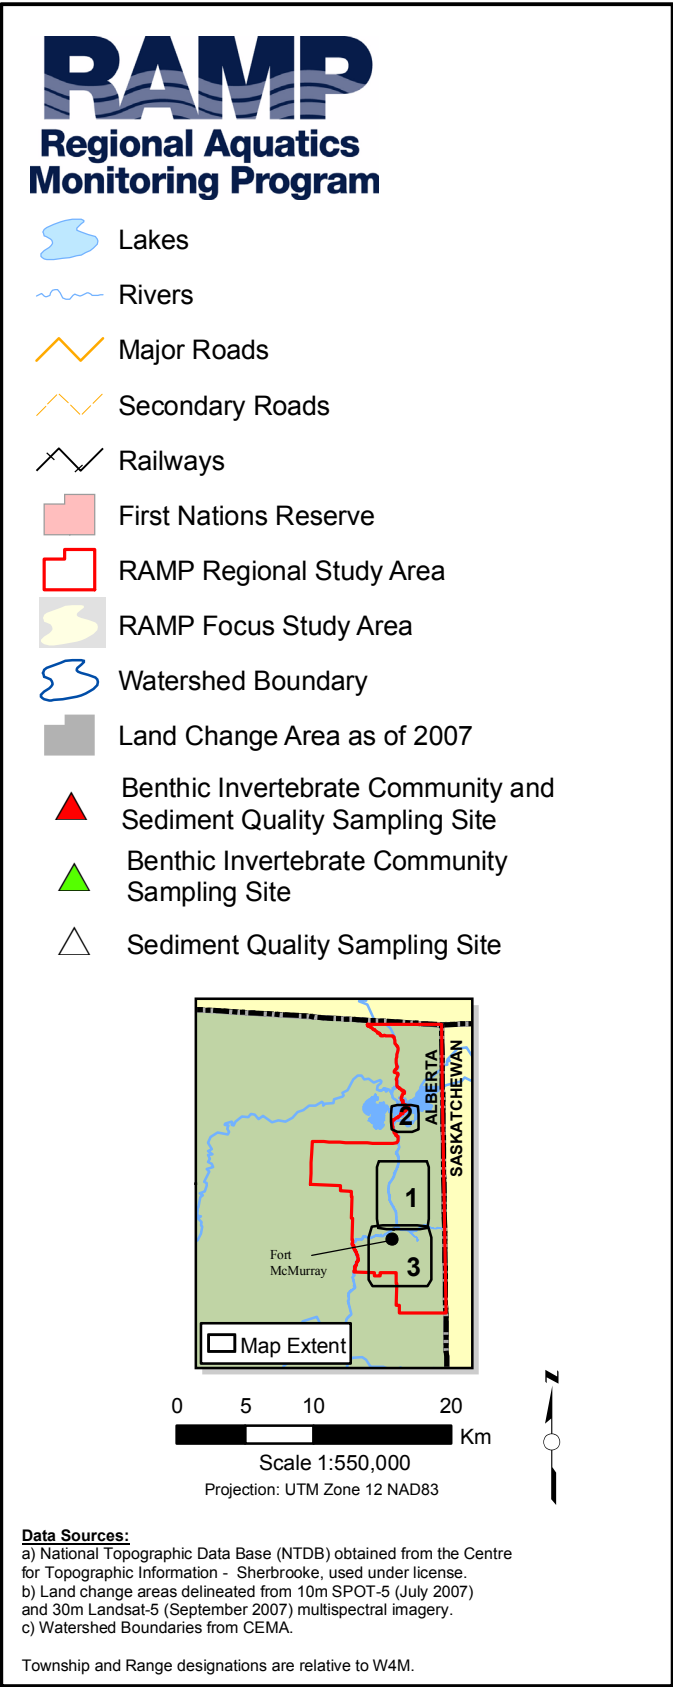 RAMP
Regional Aquatics
Monitoring Program
Lakes
Rivers
Major Roads
Secondary Roads
Railways
First Nations Reserve
RAMP Regional Study Area
RAMP Focus Study Area
Watershed Boundary
Land Change Area as of 2007
Benthic Invertebrate Community and
Sediment Quality Sampling Site
Benthic Invertebrate Community
Sampling Site
Sediment Quality Sampling Site
ALBERTA
SASKATCHEWAN
2
1
3
Fort
McMurray
Map Extent
0 5 10 20
Km
Scale 1:550,000
Projection: UTM Zone 12 NAD83
N
Data Sources:
a) National Topographic Data Base (NTDB) obtained from the Centre
for Topographic Information - Sherbrooke, used under license.
b) Land change areas delineated from 10m SPOT-5 (July 2007)
and 30m Landsat-5 (September 2007) multispectral imagery.
c) Watershed Boundaries from CEMA.
Township and Range designations are relative to W4M.